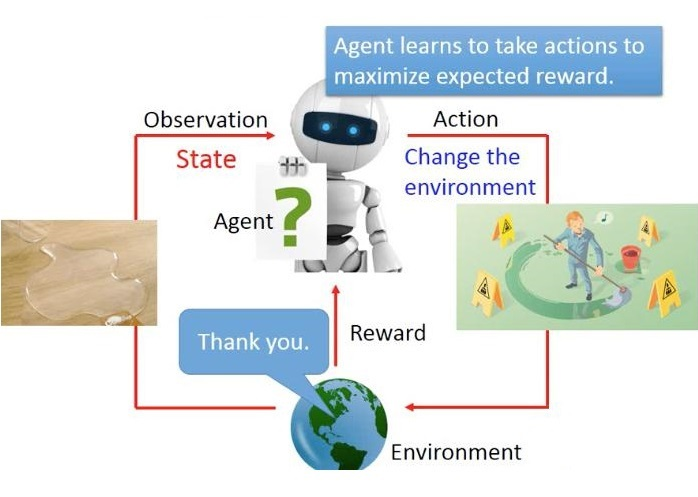 Agent learns to take actions to
maximize expected reward.
Observation
Action
State
Change the
environment
Agent
?
Thank you.
Reward
Environment